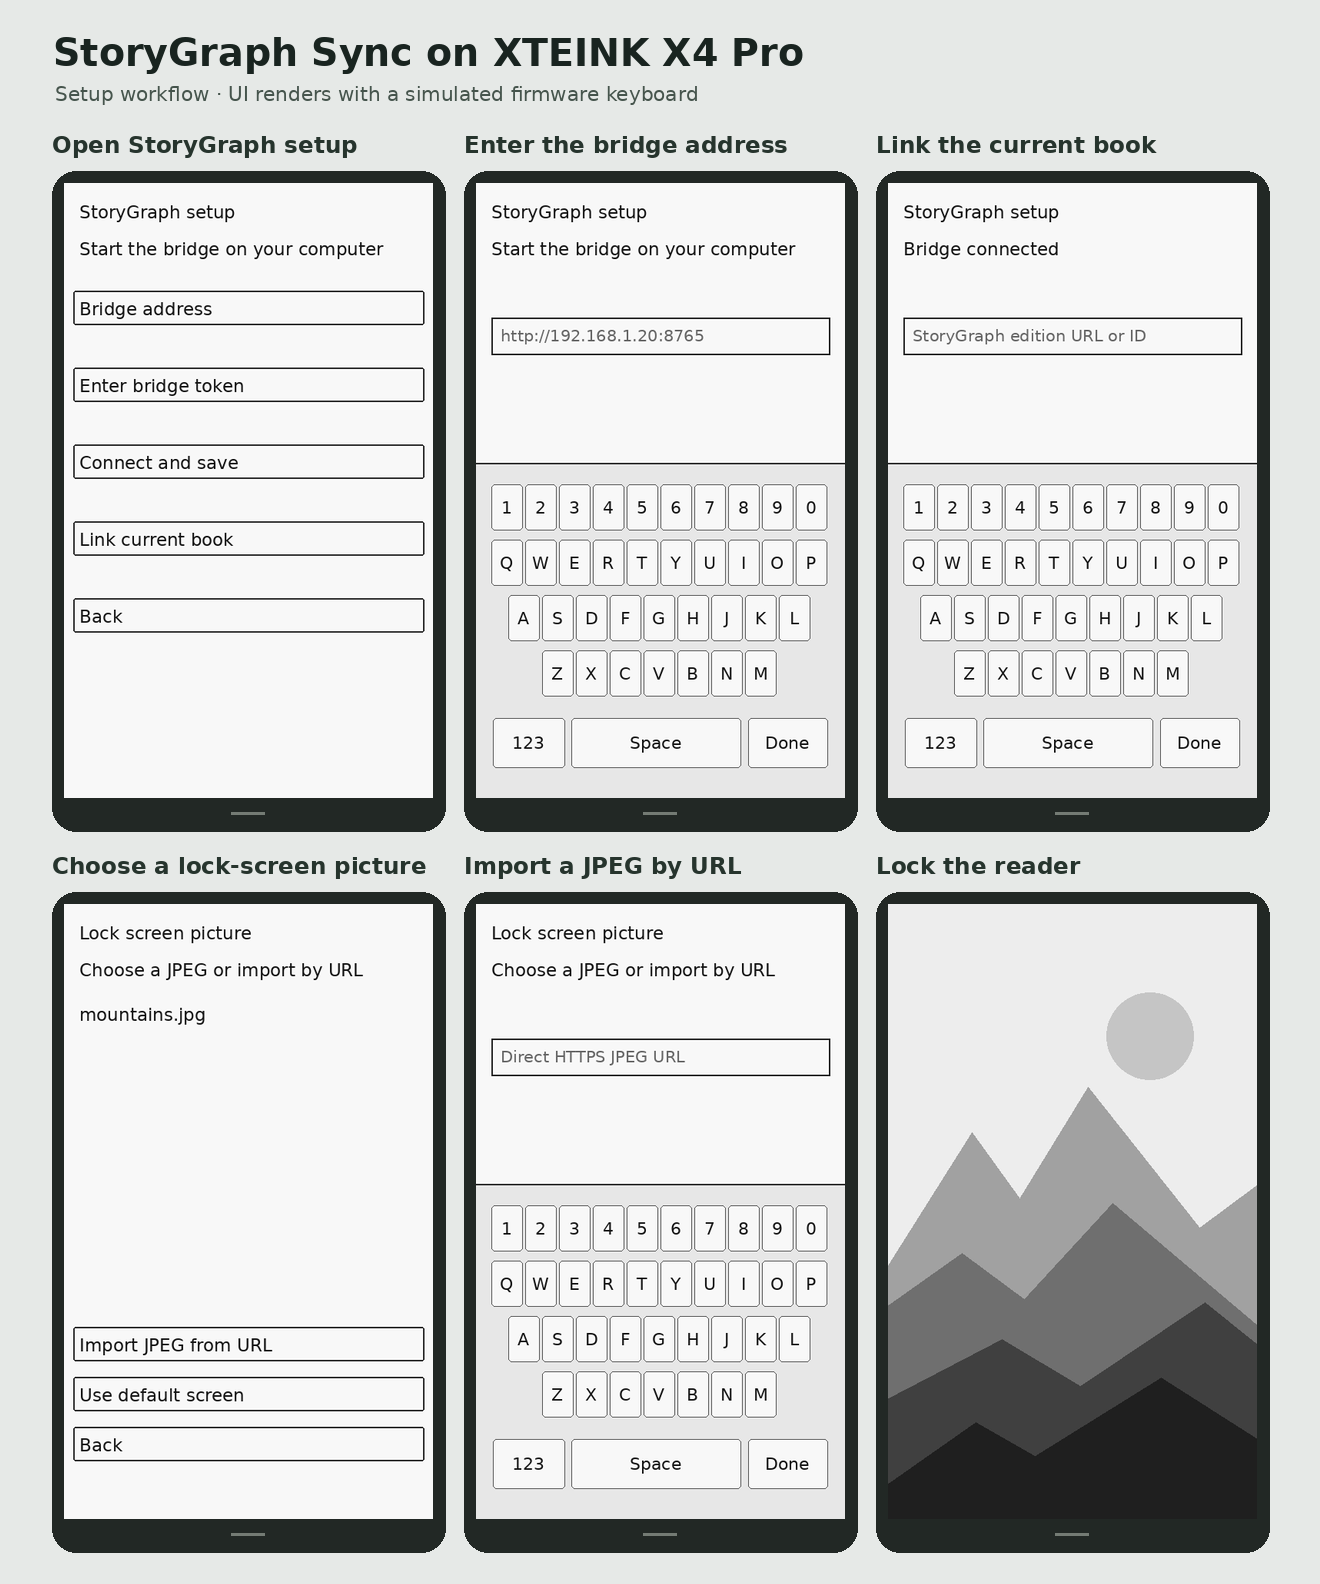 StoryGraph Sync on XTEINK X4 Pro
Setup workflow · UI renders with a simulated firmware keyboard
Open StoryGraph setup
StoryGraph setup
Start the bridge on your computer
Bridge address
Enter bridge token
Connect and save
Link current book
Back
Enter the bridge address
StoryGraph setup
Start the bridge on your computer
http://192.168.1.20:8765
1 2 3 4 5 6 7 8 9 0
Q W E R T Y U I O P
A S D F G H J K L
Z X C V B N M
123 Space Done
Link the current book
StoryGraph setup
Bridge connected
StoryGraph edition URL or ID
1 2 3 4 5 6 7 8 9 0
Q W E R T Y U I O P
A S D F G H J K L
Z X C V B N M
123 Space Done
Choose a lock-screen picture
Lock screen picture
Choose a JPEG or import by URL
mountains.jpg
Import JPEG from URL
Use default screen
Back
Import a JPEG by URL
Lock screen picture
Choose a JPEG or import by URL
Direct HTTPS JPEG URL
1 2 3 4 5 6 7 8 9 0
Q W E R T Y U I O P
A S D F G H J K L
Z X C V B N M
123 Space Done
Lock the reader